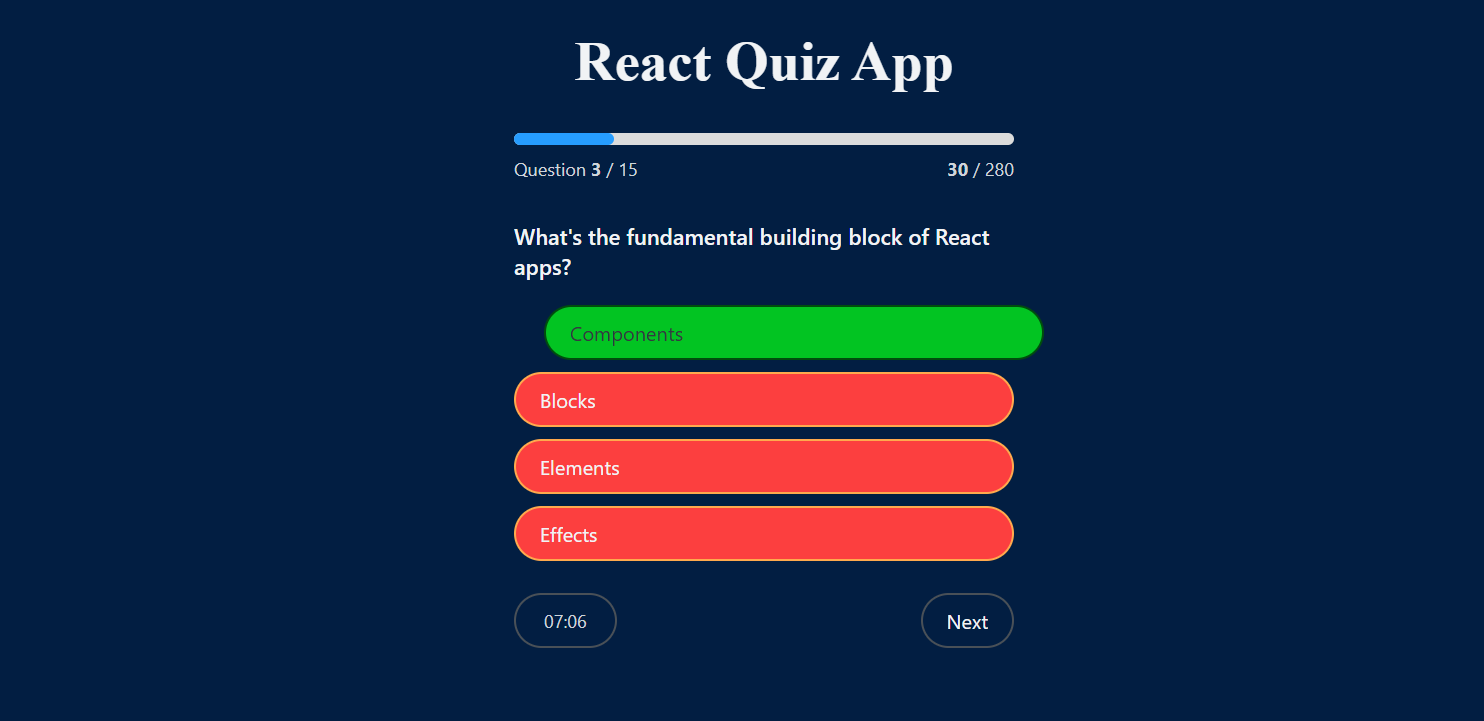 React Quiz App
Question 3 / 15
30 / 280
What's the fundamental building block of React
apps?
Components
Blocks
Elements
Effects
07:06
Next